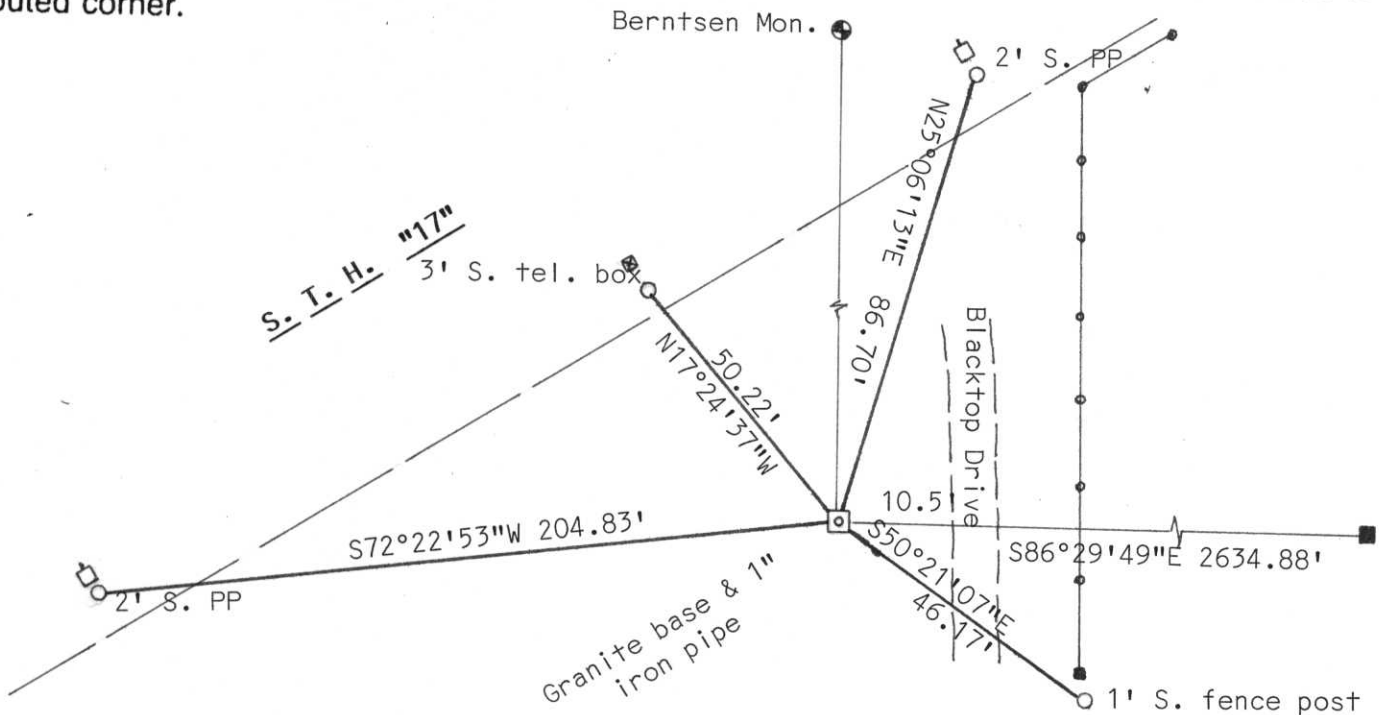 outed corner.
Berntsen Mon.
2' S. PP
N25°06'13"E 86.70'
S. T. H. "17"
3' S. tel. box
50.22'
N17°24'37"W
Blacktop Drive
10.5'
S72°22'53"W 204.83'
S50°21'07"E
46.17'
S86°29'49"E 2634.88'
2' S. PP
Granite base & 1"
iron pipe
1' S. fence post